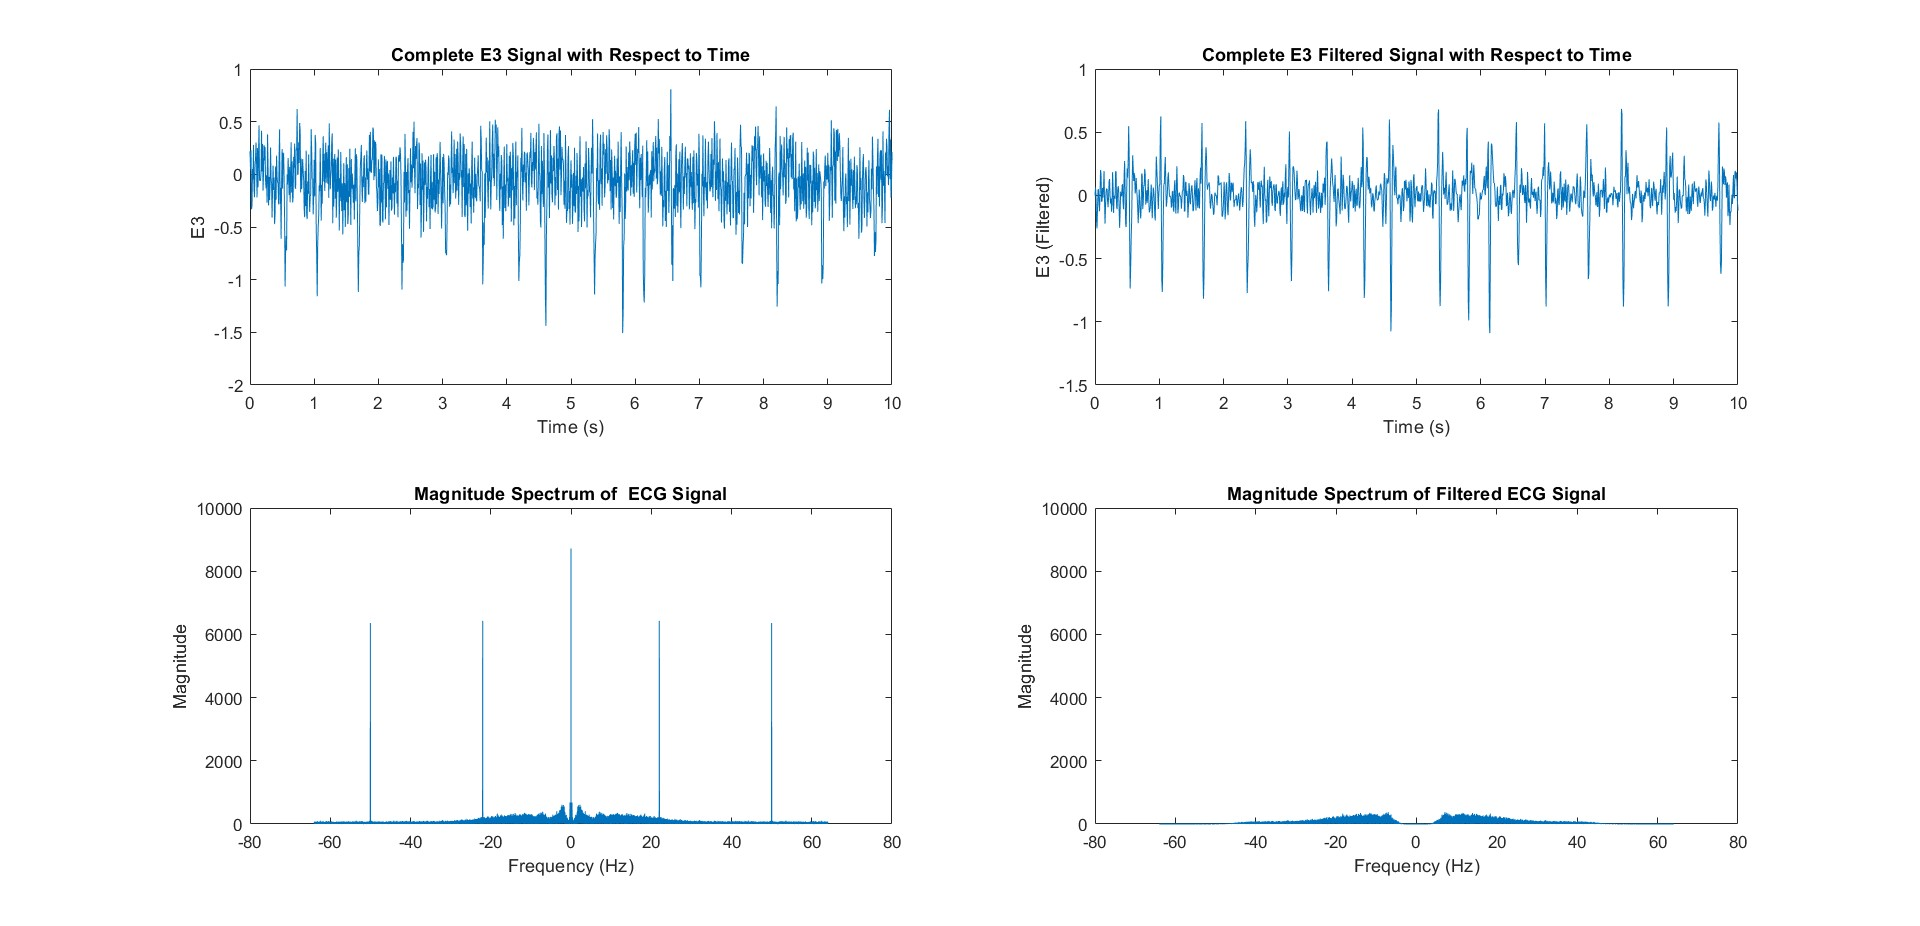 Complete E3 Signal with Respect to Time
1
0.5
0
-0.5
-1
-1.5
-2
E3
0 1 2 3 4 5 6 7 8 9 10
Time (s)
Complete E3 Filtered Signal with Respect to Time
1
0.5
0
-0.5
-1
-1.5
E3 (Filtered)
0 1 2 3 4 5 6 7 8 9 10
Time (s)
Magnitude Spectrum of  ECG Signal
10000
8000
6000
4000
2000
0
Magnitude
-80 -60 -40 -20 0 20 40 60 80
Frequency (Hz)
Magnitude Spectrum of Filtered ECG Signal
10000
8000
6000
4000
2000
0
Magnitude
-80 -60 -40 -20 0 20 40 60 80
Frequency (Hz)